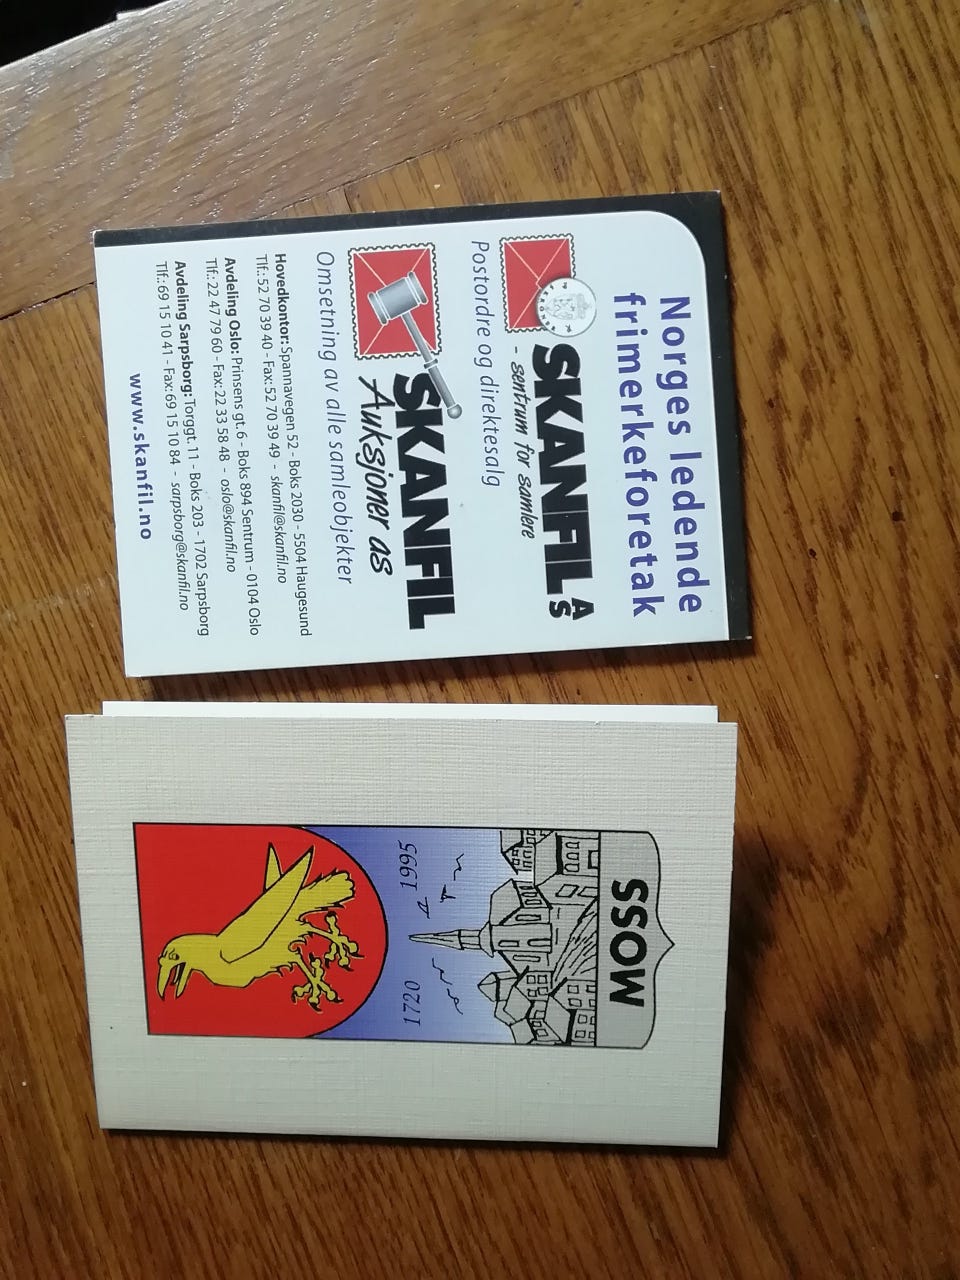 Norges ledende
frimerkeforetak
SKANFIL AS
- sentrum for samlere
Postordre og direktesalg
SKANFIL
Auksjoner as
Omsetning av alle samleobjekter
Hovedkontor: Spannavegen 52 - Boks 2030 - 5504 Haugesund
Tlf.: 52 70 39 40 - Fax: 52 70 39 49 - skanfil@skanfil.no
Avdeling Oslo: Prinsens gt. 6 - Boks 894 Sentrum - 0104 Oslo
Tlf.: 22 47 79 60 - Fax: 22 33 58 48 - oslo@skanfil.no
Avdeling Sarpsborg: Torggt. 11 - Boks 203 - 1702 Sarpsborg
Tlf.: 69 15 10 41 - Fax: 69 15 10 84 - sarpsborg@skanfil.no
www.skanfil.no
MOSS
1720 1995